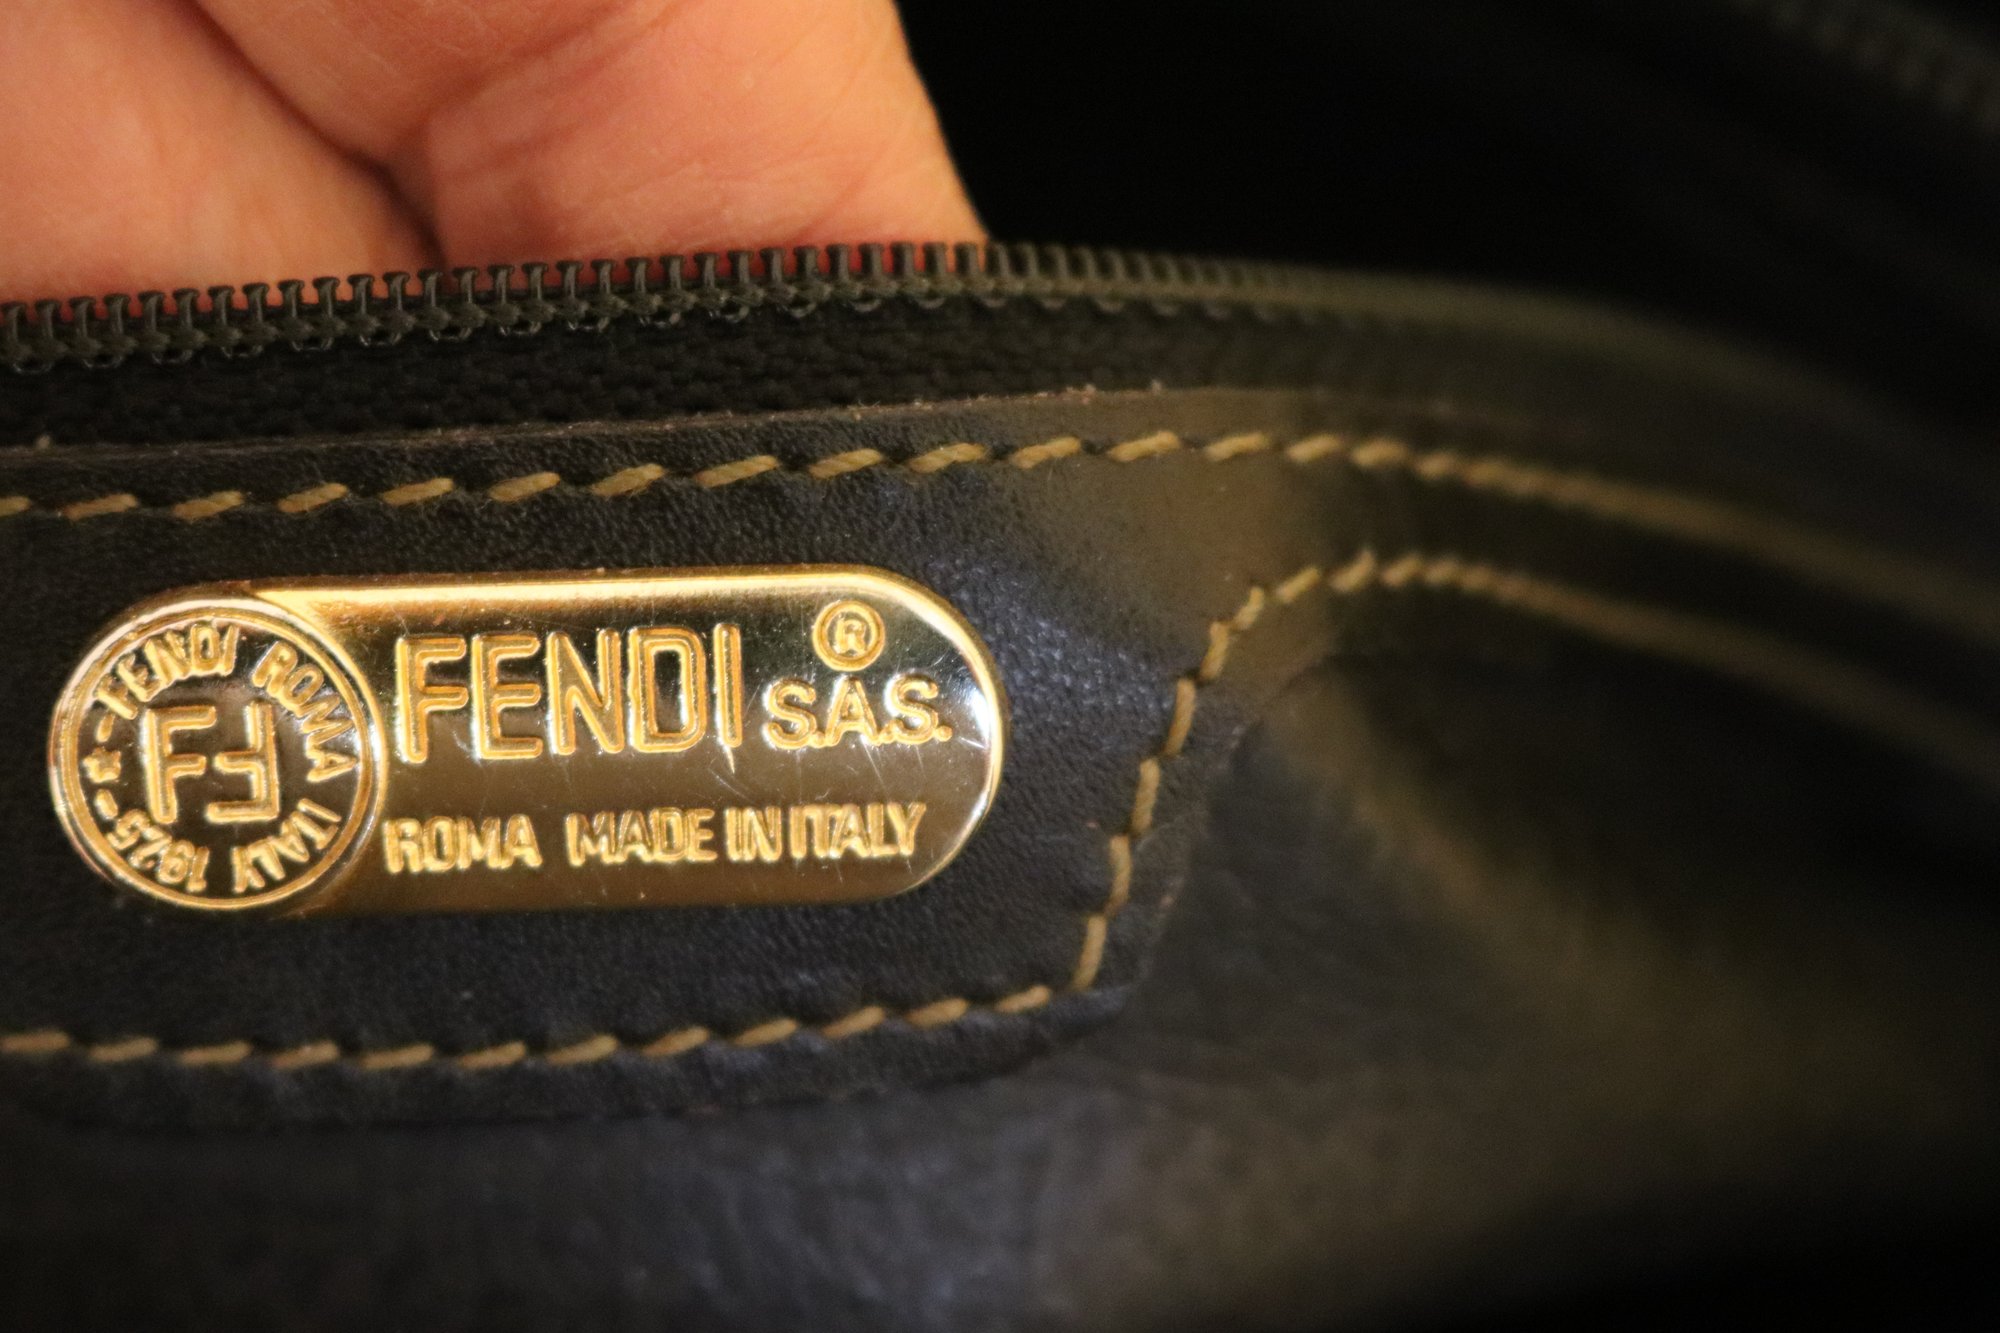 -FENDI ROMA ITALY 1925-
FF
FENDI S.A.S.®
ROMA MADE IN ITALY